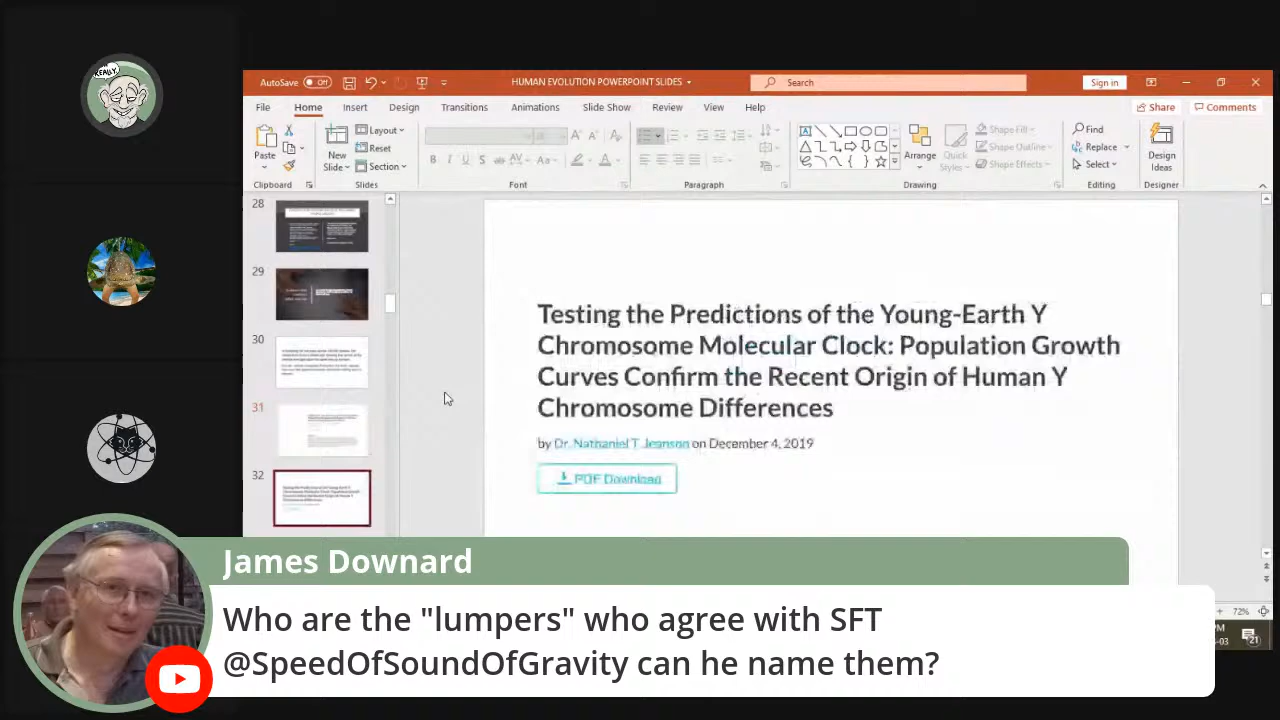 REALLY
AutoSave Off
HUMAN EVOLUTION POWERPOINT SLIDES
Search
Sign in
File Home Insert Design Transitions Animations Slide Show Review View Help
Share Comments
Paste
New
Slide
Layout
Reset
Section
B I U S ab AV Aa A
Arrange
Quick
Styles
Shape Fill
Shape Outline
Shape Effects
Find
Replace
Select
Design
Ideas
Clipboard Slides Font Paragraph Drawing Editing Designer
28
29
30
31
32
Testing the Predictions of the Young-Earth Y
Chromosome Molecular Clock: Population Growth
Curves Confirm the Recent Origin of Human Y
Chromosome Differences
by Dr. Nathaniel T. Jeanson on December 4, 2019
PDF Download
72%
21
James Downard
Who are the "lumpers" who agree with SFT
@SpeedOfSoundOfGravity can he name them?